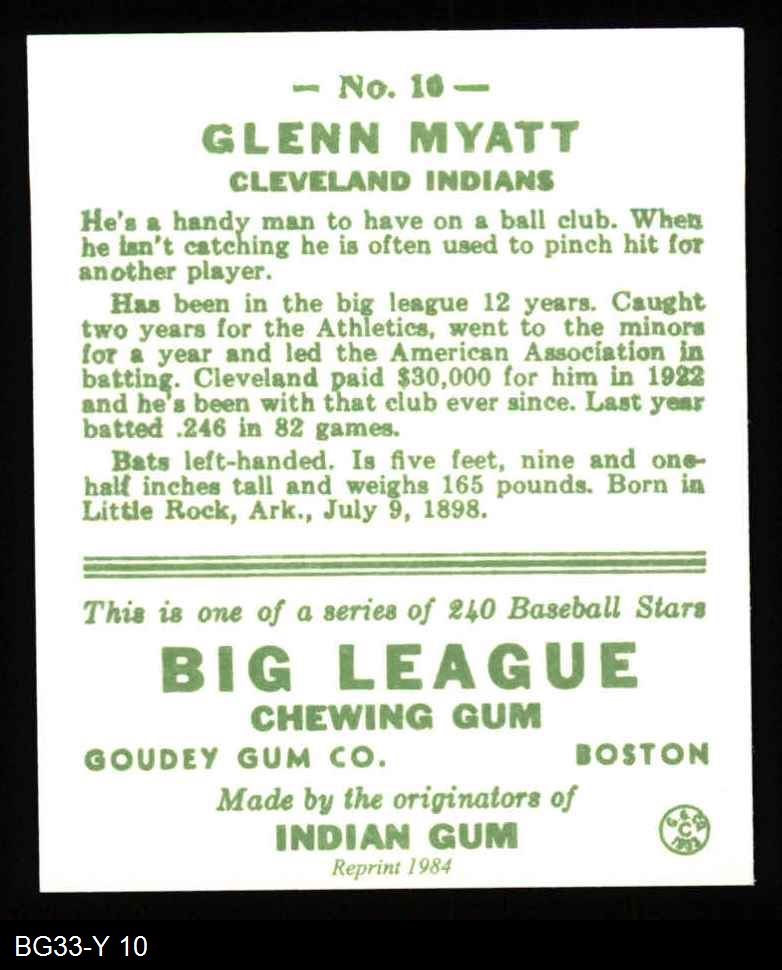 — No. 10 —
GLENN MYATT
CLEVELAND INDIANS
He's a handy man to have on a ball club. When
he isn't catching he is often used to pinch hit for
another player.
Has been in the big league 12 years. Caught
two years for the Athletics, went to the minors
for a year and led the American Association in
batting. Cleveland paid $30,000 for him in 1922
and he's been with that club ever since. Last year
batted .246 in 82 games.
Bats left-handed. Is five feet, nine and one-
half inches tall and weighs 165 pounds. Born in
Little Rock, Ark., July 9, 1898.
This is one of a series of 240 Baseball Stars
BIG LEAGUE
CHEWING GUM
GOUDEY GUM CO. BOSTON
Made by the originators of
INDIAN GUM
G & Co
C
1933
Reprint 1984
BG33-Y 10